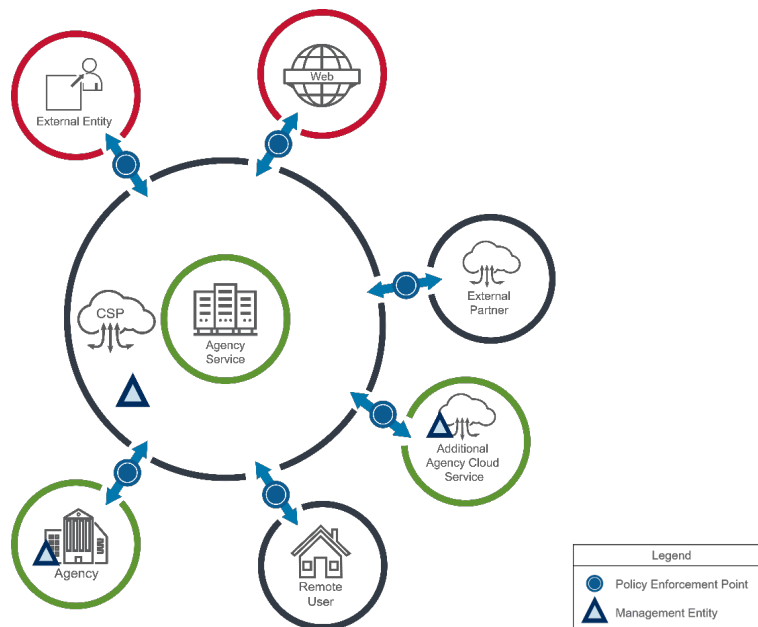 Web
External Entity
CSP
Agency
Service
External
Partner
Additional
Agency Cloud
Service
Agency
Remote
User
Legend
Policy Enforcement Point
Management Entity